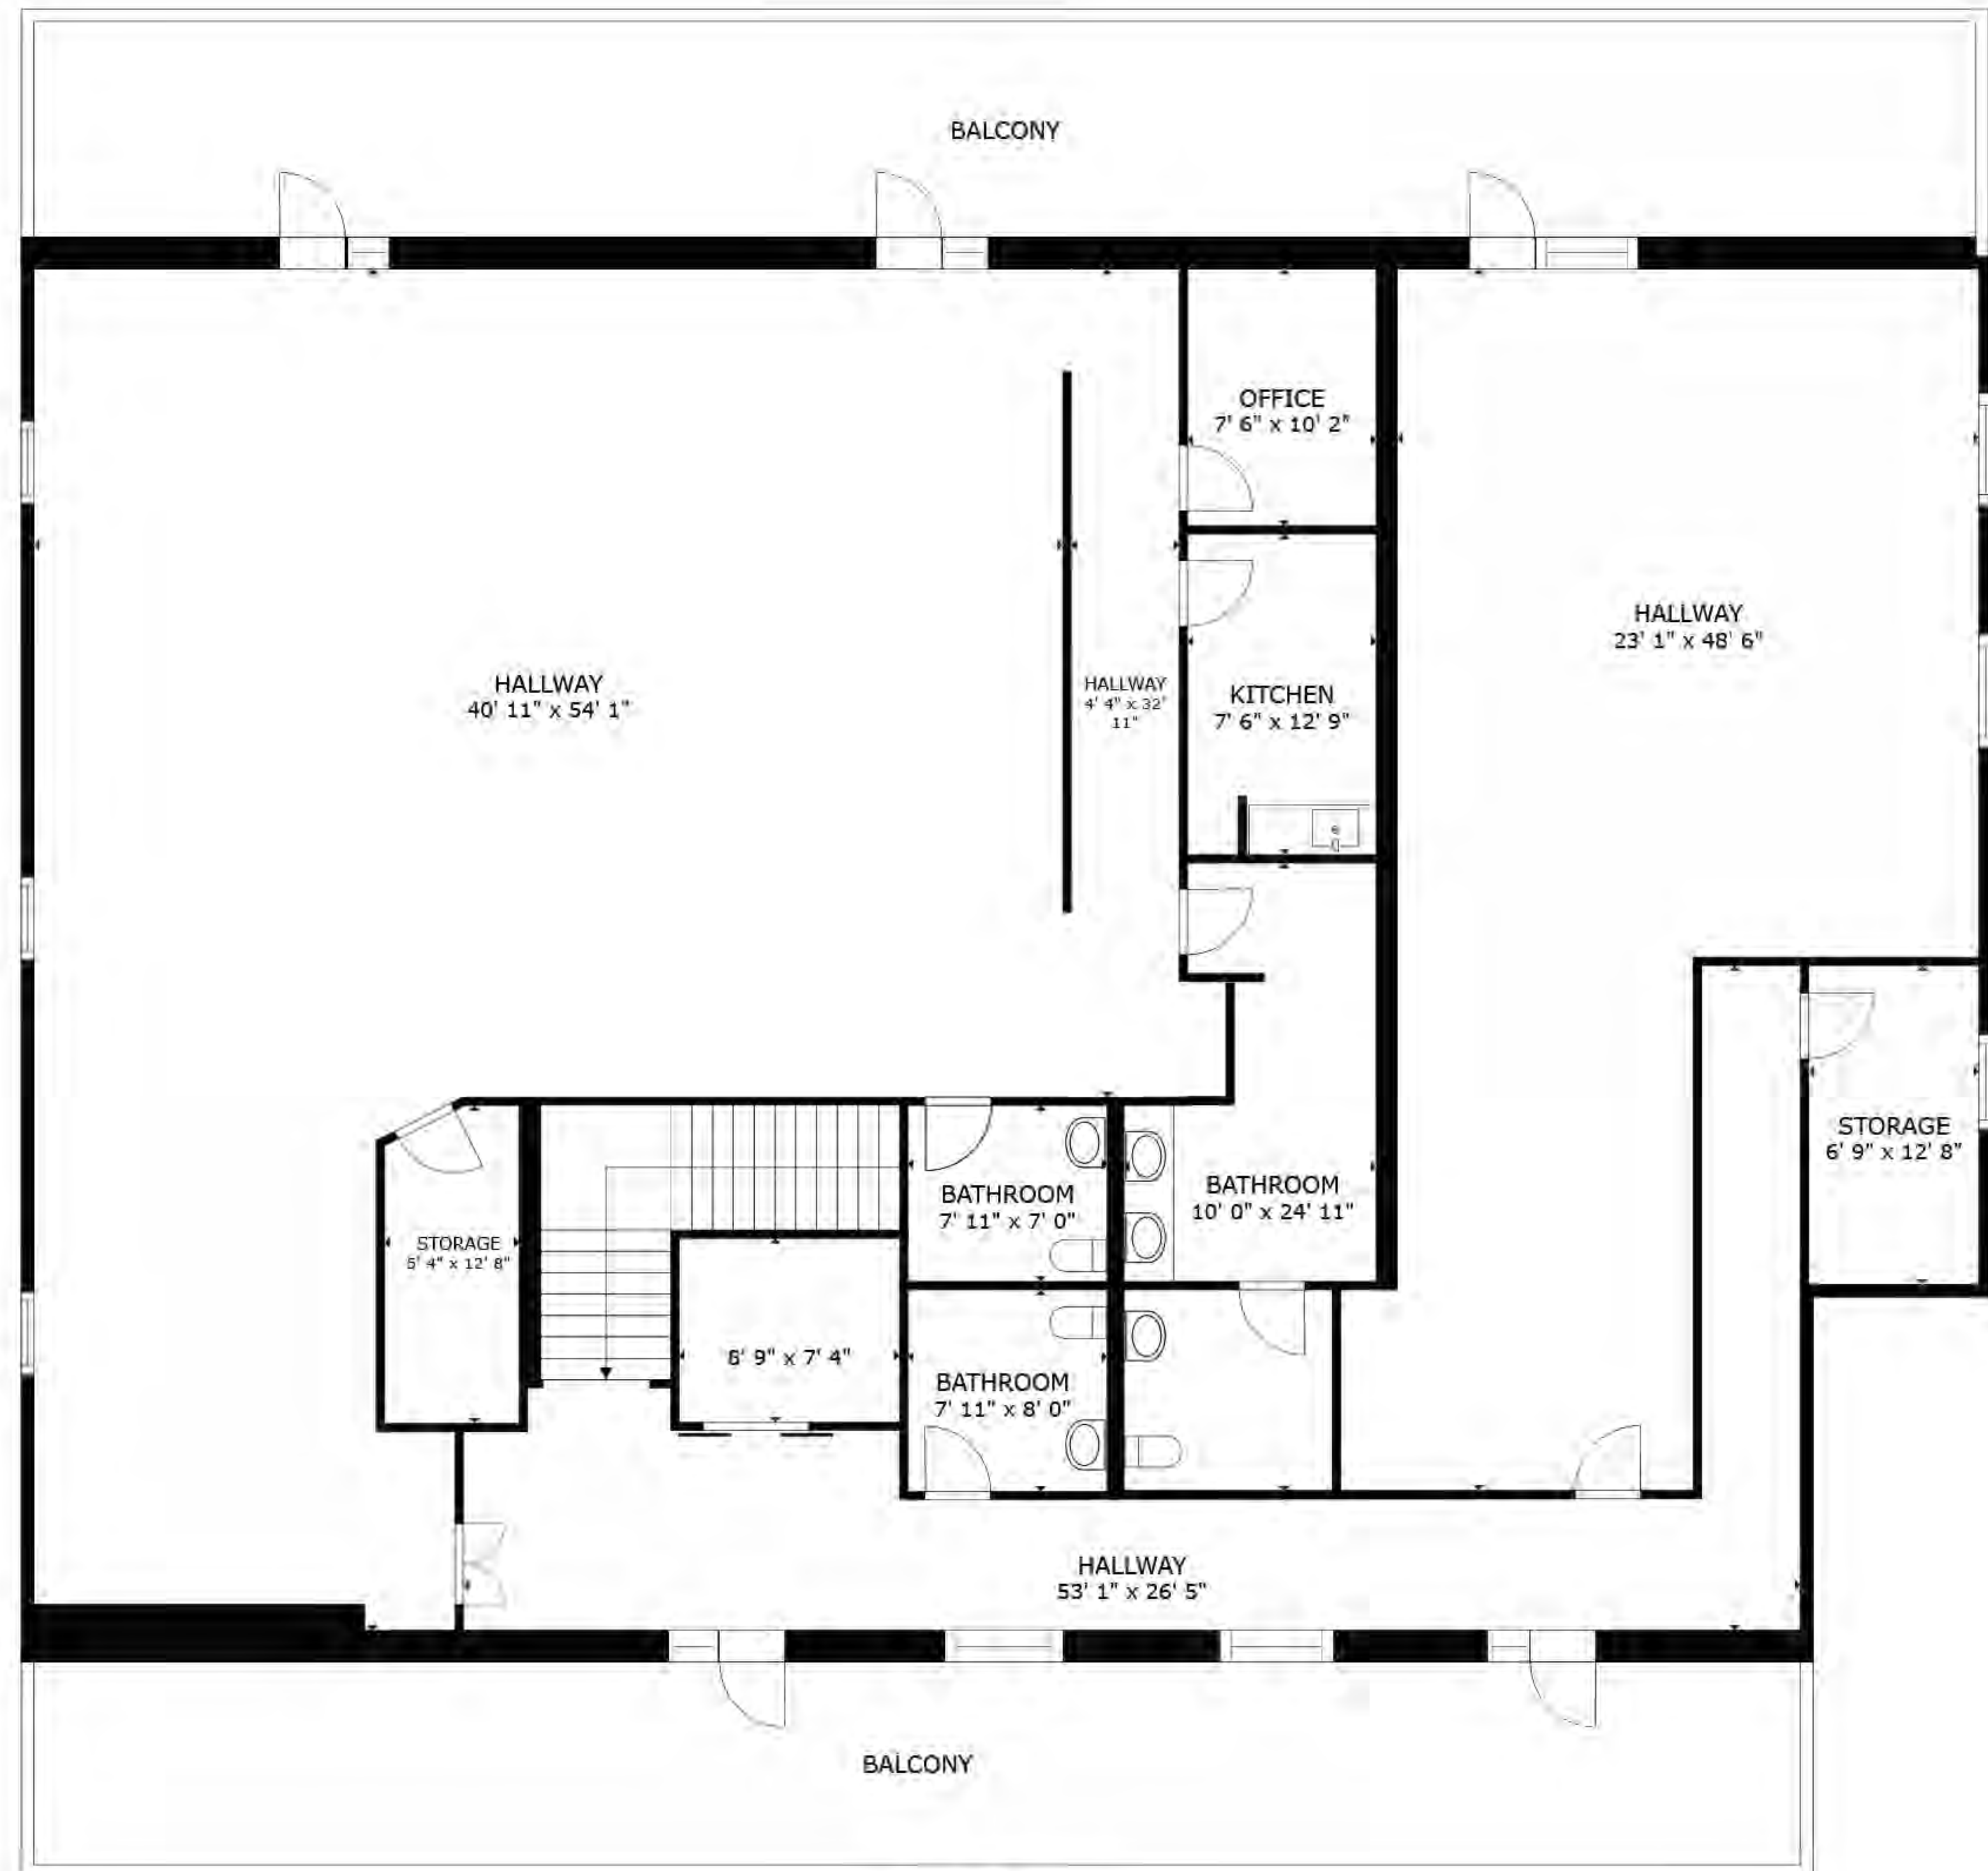 BALCONY
OFFICE
7' 6" x 10' 2"
HALLWAY
23' 1" x 48' 6"
HALLWAY
40' 11" x 54' 1"
HALLWAY
4' 4" x 32'
11"
KITCHEN
7' 6" x 12' 9"
STORAGE
6' 9" x 12' 8"
BATHROOM
7' 11" x 7' 0"
BATHROOM
10' 0" x 24' 11"
STORAGE
5' 4" x 12' 8"
8' 9" x 7' 4"
BATHROOM
7' 11" x 8' 0"
HALLWAY
53' 1" x 26' 5"
BALCONY